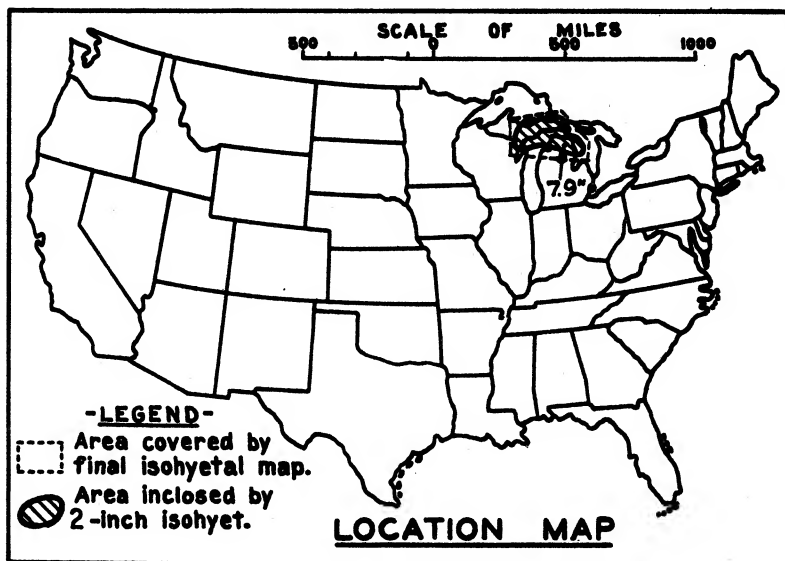 SCALE OF MILES
500 0 500 1000
7.9"
-LEGEND-
Area covered by
final isohyetal map.
Area inclosed by
2-inch isohyet.
LOCATION MAP